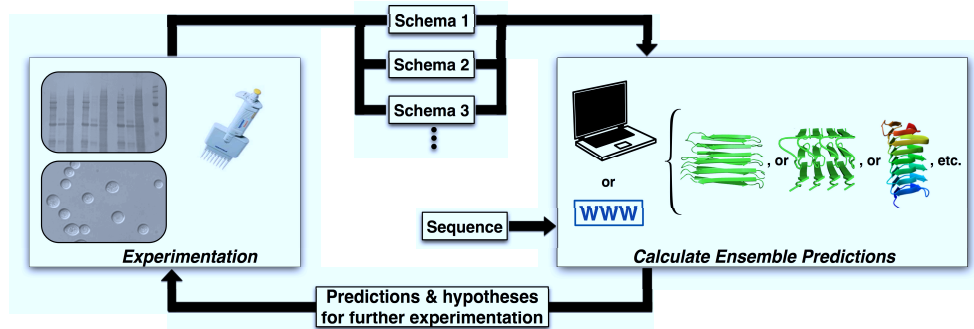 Schema 1
Schema 2
Schema 3
Experimentation
or
WWW
, or
, or
, etc.
Sequence
Calculate Ensemble Predictions
Predictions & hypotheses
for further experimentation